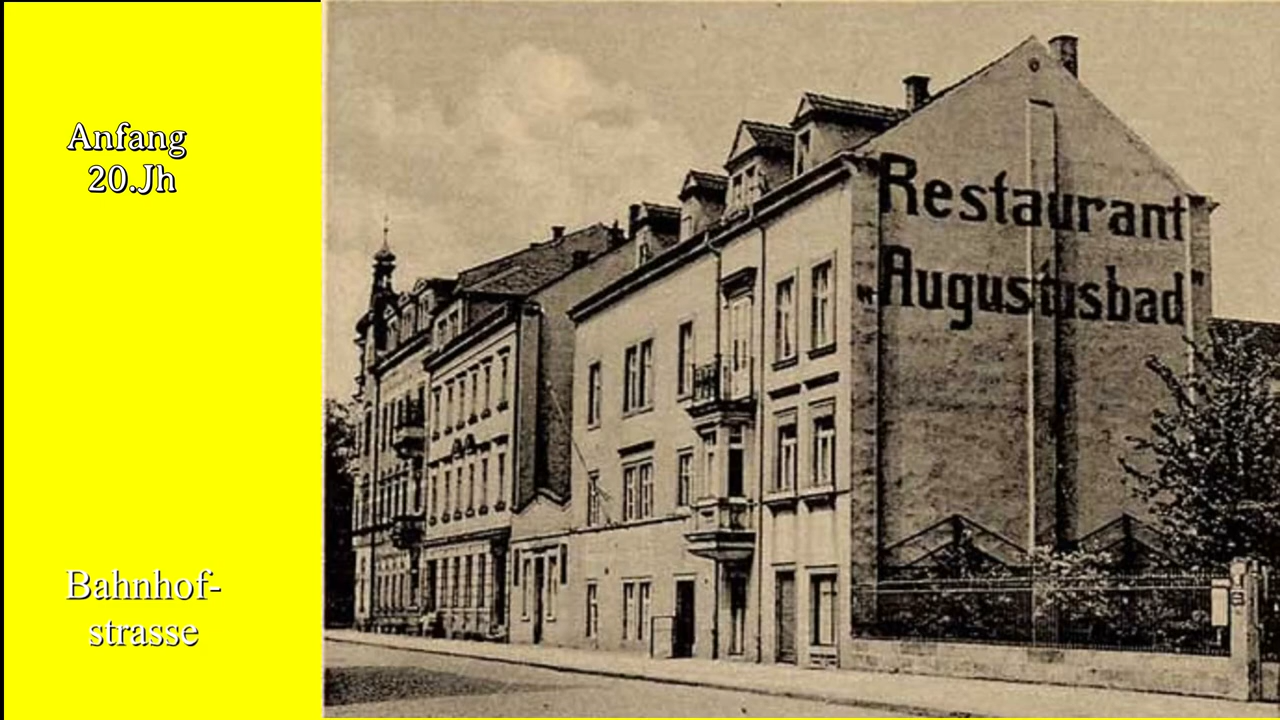 Anfang
20.Jh
Bahnhof-
strasse
Restaurant
„Augustusbad"